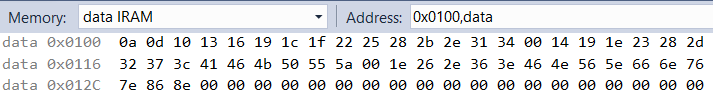 Memory: data IRAM Address: 0x0100,data
data 0x0100 0a 0d 10 13 16 19 1c 1f 22 25 28 2b 2e 31 34 00 14 19 1e 23 28 2d
data 0x0116 32 37 3c 41 46 4b 50 55 5a 00 1e 26 2e 36 3e 46 4e 56 5e 66 6e 76
data 0x012C 7e 86 8e 00 00 00 00 00 00 00 00 00 00 00 00 00 00 00 00 00 00 00